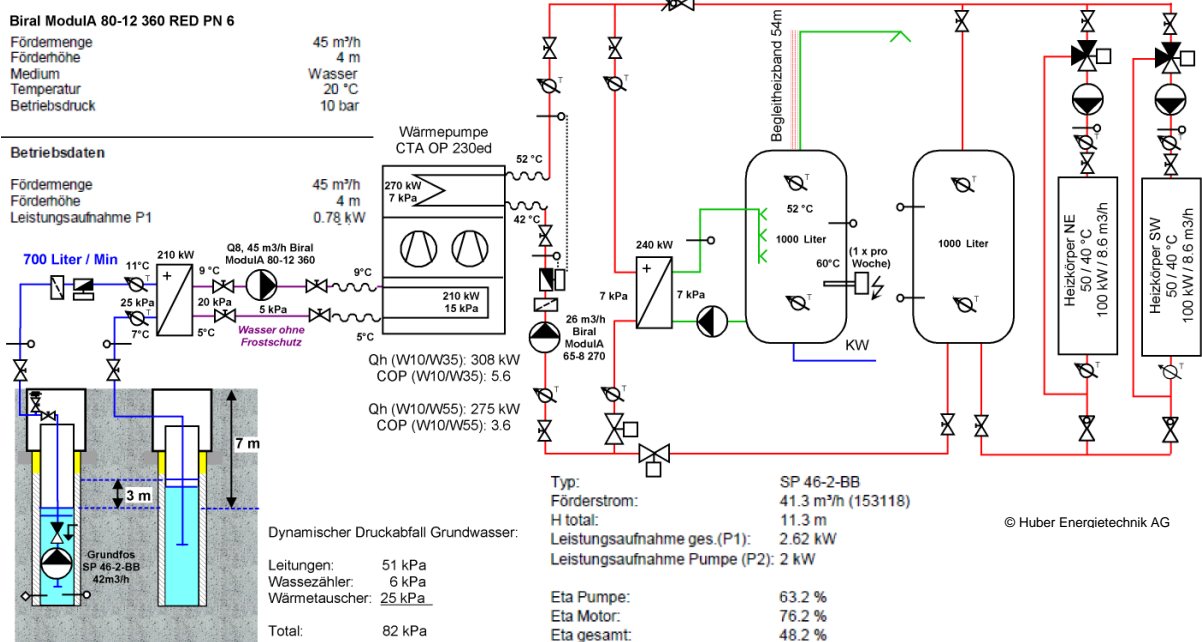 Biral ModulA 80-12 360 RED PN 6
Fördermenge 45 m³/h
Förderhöhe 4 m
Medium Wasser
Temperatur 20 °C
Betriebsdruck 10 bar
Betriebsdaten
Fördermenge 45 m³/h
Förderhöhe 4 m
Leistungsaufnahme P1 0.78 kW
Wärmepumpe
CTA OP 230ed
270 kW
7 kPa
52 °C
42 °C
210 kW
15 kPa
9°C
5°C
Q8, 45 m3/h Biral
ModulA 80-12 360
700 Liter / Min
11°C
210 kW
+
9 °C
25 kPa
7°C
20 kPa
5 kPa
5°C
Wasser ohne
Frostschutz
Qh (W10/W35): 308 kW
COP (W10/W35): 5.6
Qh (W10/W55): 275 kW
COP (W10/W55): 3.6
T
T
T
T
T
T
T
T
T
T
T
T
26 m3/h
Biral
ModulA
65-8 270
240 kW
+
7 kPa
7 kPa
Begleitheizband 54m
52 °C
1000 Liter
60°C
(1 x pro
Woche)
KW
1000 Liter
Heizkörper NE
50 / 40 °C
100 kW / 8.6 m3/h
Heizkörper SW
50 / 40 °C
100 kW / 8.6 m3/h
7 m
3 m
Grundfos
SP 46-2-BB
42m3/h
Dynamischer Druckabfall Grundwasser:
Leitungen: 51 kPa
Wassezähler: 6 kPa
Wärmetauscher: 25 kPa
Total: 82 kPa
Typ: SP 46-2-BB
Förderstrom: 41.3 m³/h (153118)
H total: 11.3 m
Leistungsaufnahme ges.(P1): 2.62 kW
Leistungsaufnahme Pumpe (P2): 2 kW
Eta Pumpe: 63.2 %
Eta Motor: 76.2 %
Eta gesamt: 48.2 %
© Huber Energietechnik AG